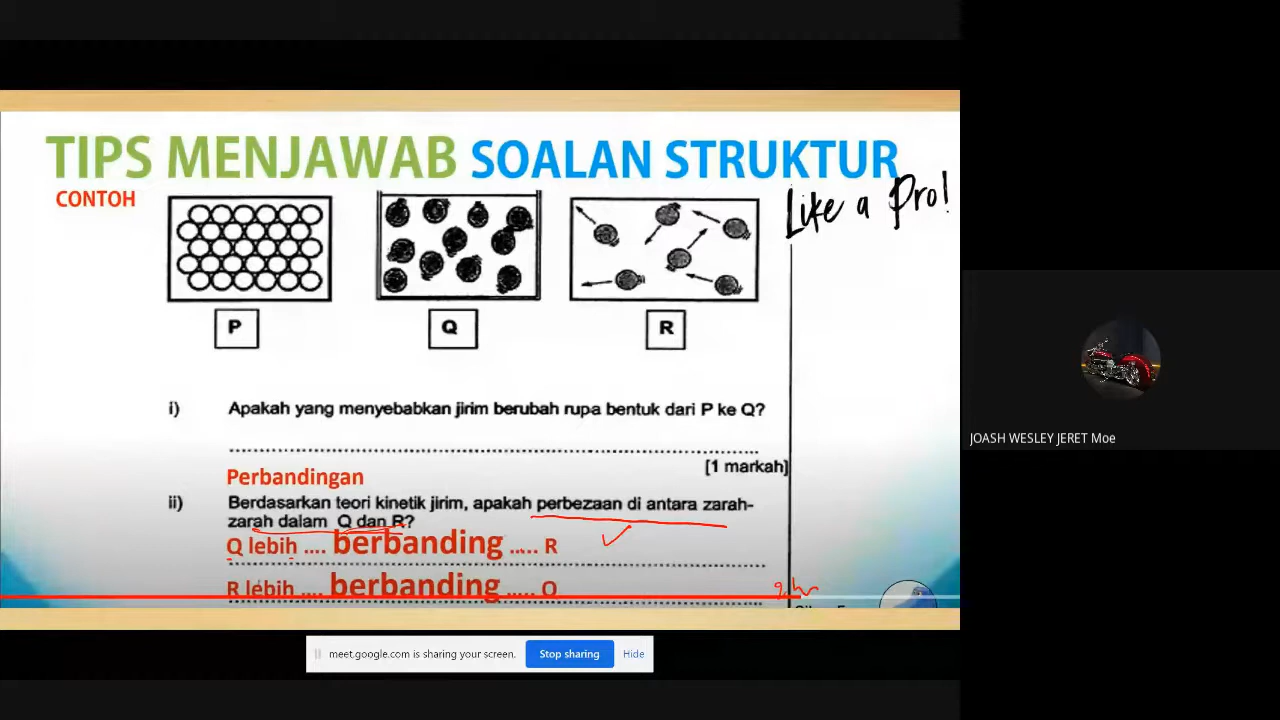 TIPS MENJAWAB SOALAN STRUKTUR
CONTOH
Like a Pro!
P
Q
R
i) Apakah yang menyebabkan jirim berubah rupa bentuk dari P ke Q?
[1 markah]
Perbandingan
ii) Berdasarkan teori kinetik jirim, apakah perbezaan di antara zarah-
zarah dalam Q dan R?
Q lebih .... berbanding ..... R
R lebih .... berbanding ..... Q
JOASH WESLEY JERET Moe
meet.google.com is sharing your screen.
Stop sharing
Hide